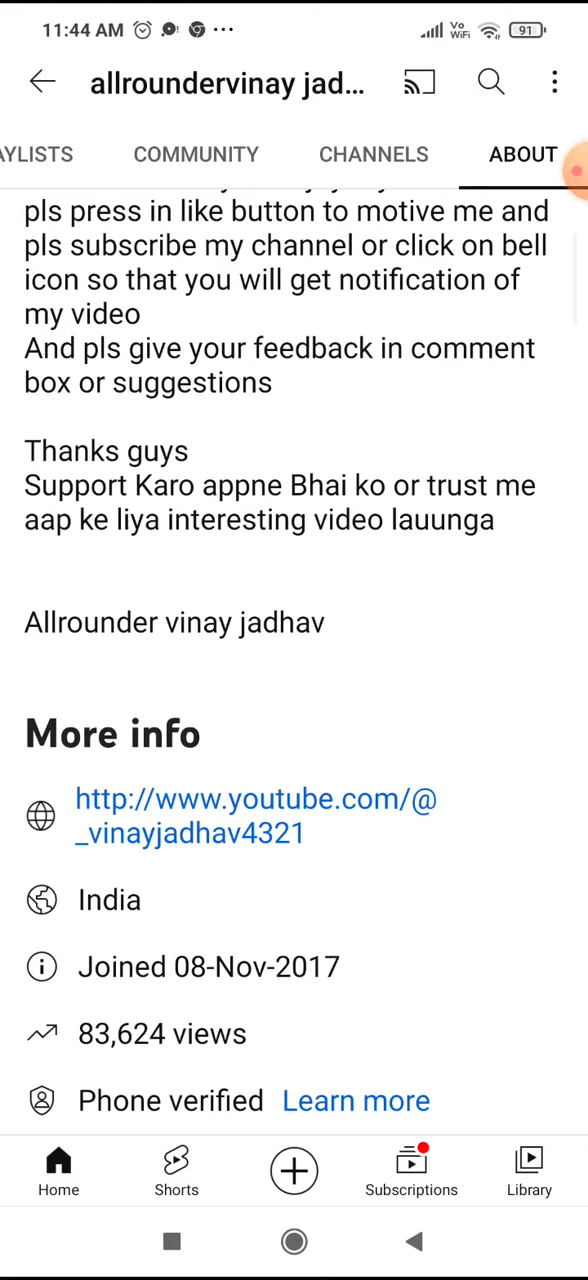 11:44 AM
Vo WiFi
91
allroundervinay jad...
AYLISTS COMMUNITY CHANNELS ABOUT
pls press in like button to motive me and
pls subscribe my channel or click on bell
icon so that you will get notification of
my video
And pls give your feedback in comment
box or suggestions
Thanks guys
Support Karo appne Bhai ko or trust me
aap ke liya interesting video lauunga
Allrounder vinay jadhav
More info
http://www.youtube.com/@
_vinayjadhav4321
India
Joined 08-Nov-2017
83,624 views
Phone verified Learn more
Home Shorts Subscriptions Library